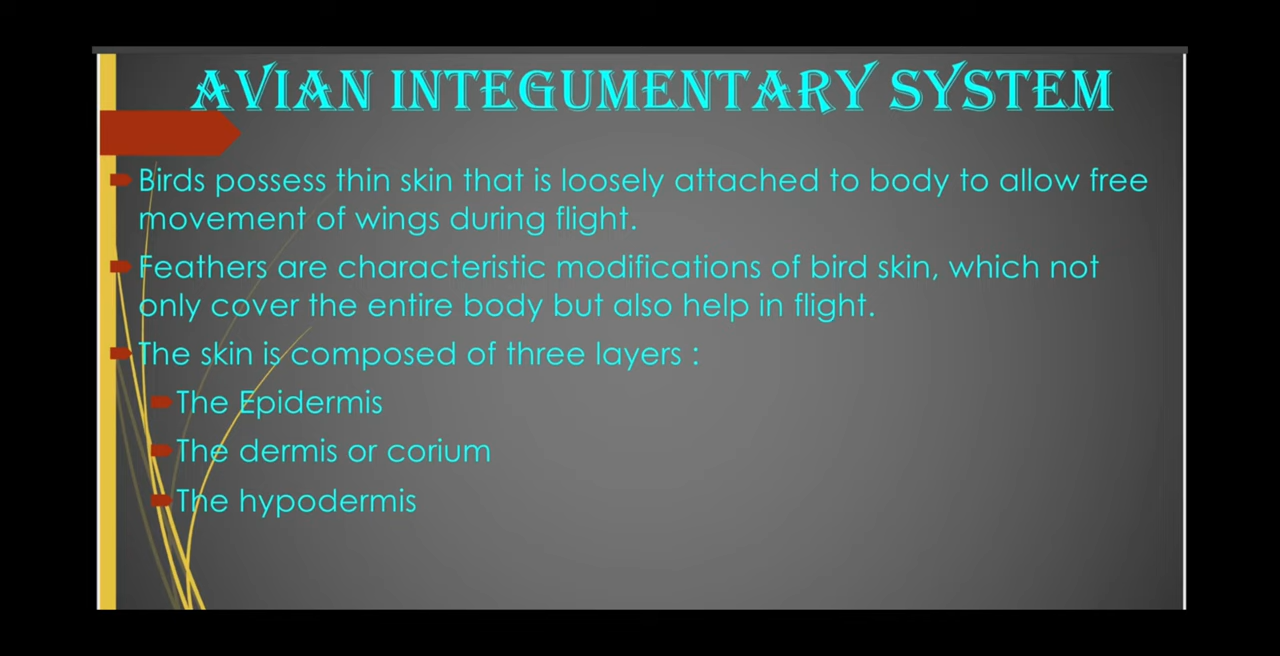 AVIAN INTEGUMENTARY SYSTEM
Birds possess thin skin that is loosely attached to body to allow free
movement of wings during flight.
Feathers are characteristic modifications of bird skin, which not
only cover the entire body but also help in flight.
The skin is composed of three layers :
The Epidermis
The dermis or corium
The hypodermis